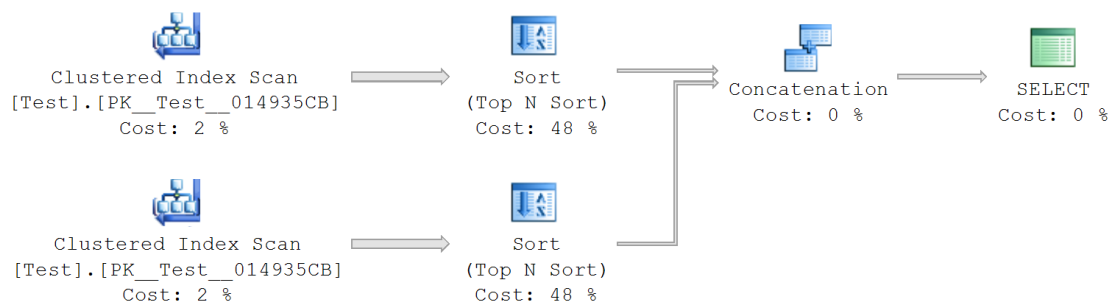 Clustered Index Scan
[Test].[PK__Test__014935CB]
Cost: 2 %
Sort
(Top N Sort)
Cost: 48 %
Concatenation
Cost: 0 %
SELECT
Cost: 0 %
Clustered Index Scan
[Test].[PK__Test__014935CB]
Cost: 2 %
Sort
(Top N Sort)
Cost: 48 %